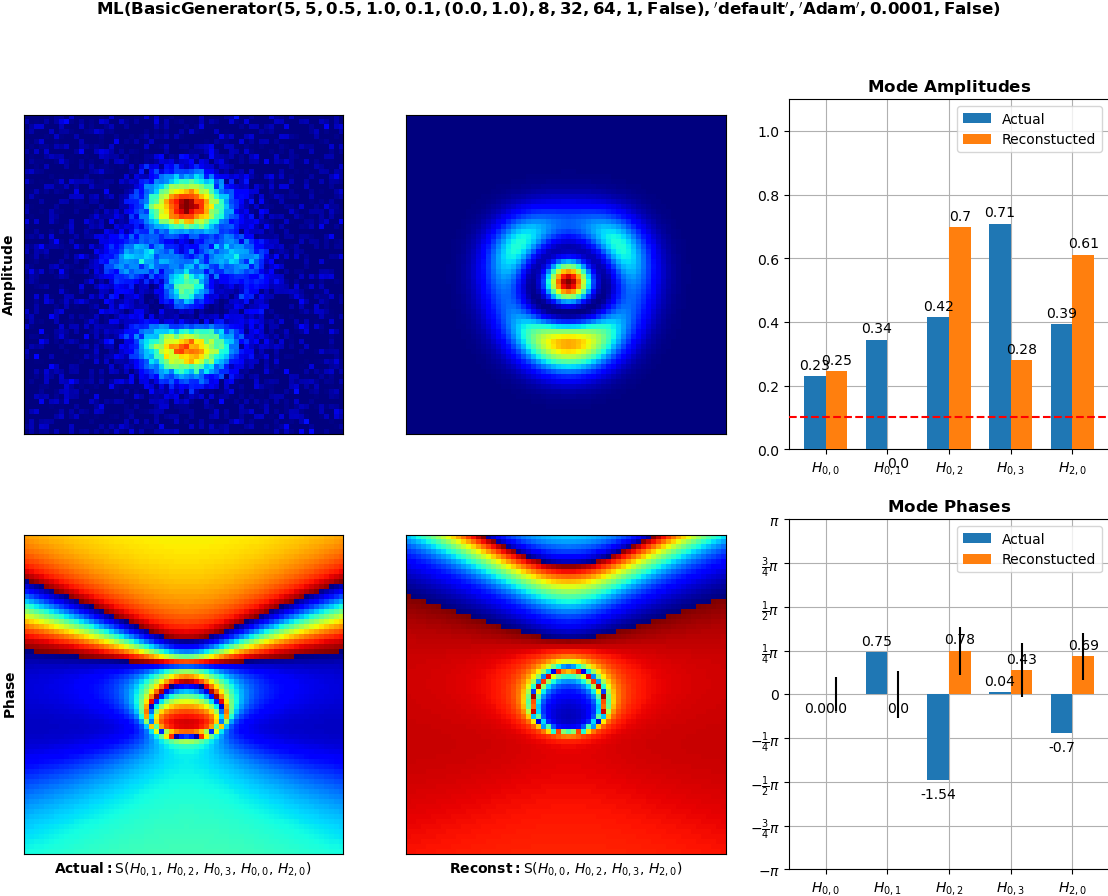 ML(BasicGenerator(5, 5, 0.5, 1.0, 0.1, (0.0, 1.0), 8, 32, 64, 1, False), ′default′, ′Adam′, 0.0001, False)
Amplitude
Mode Amplitudes
Actual
Reconstucted
1.0
0.8
0.6
0.4
0.2
0.0
0.23
0.25
0.34
0.0
0.42
0.7
0.71
0.28
0.39
0.61
H0,0
H0,1
H0,2
H0,3
H2,0
Phase
Actual: S(H0,1, H0,2, H0,3, H0,0, H2,0)
Reconst: S(H0,0, H0,2, H0,3, H2,0)
Mode Phases
Actual
Reconstucted
π
3/4π
1/2π
1/4π
0
−1/4π
−1/2π
−3/4π
−π
0.0
0.0
0.75
0.0
-1.54
0.78
0.04
0.43
-0.7
0.69
H0,0
H0,1
H0,2
H0,3
H2,0